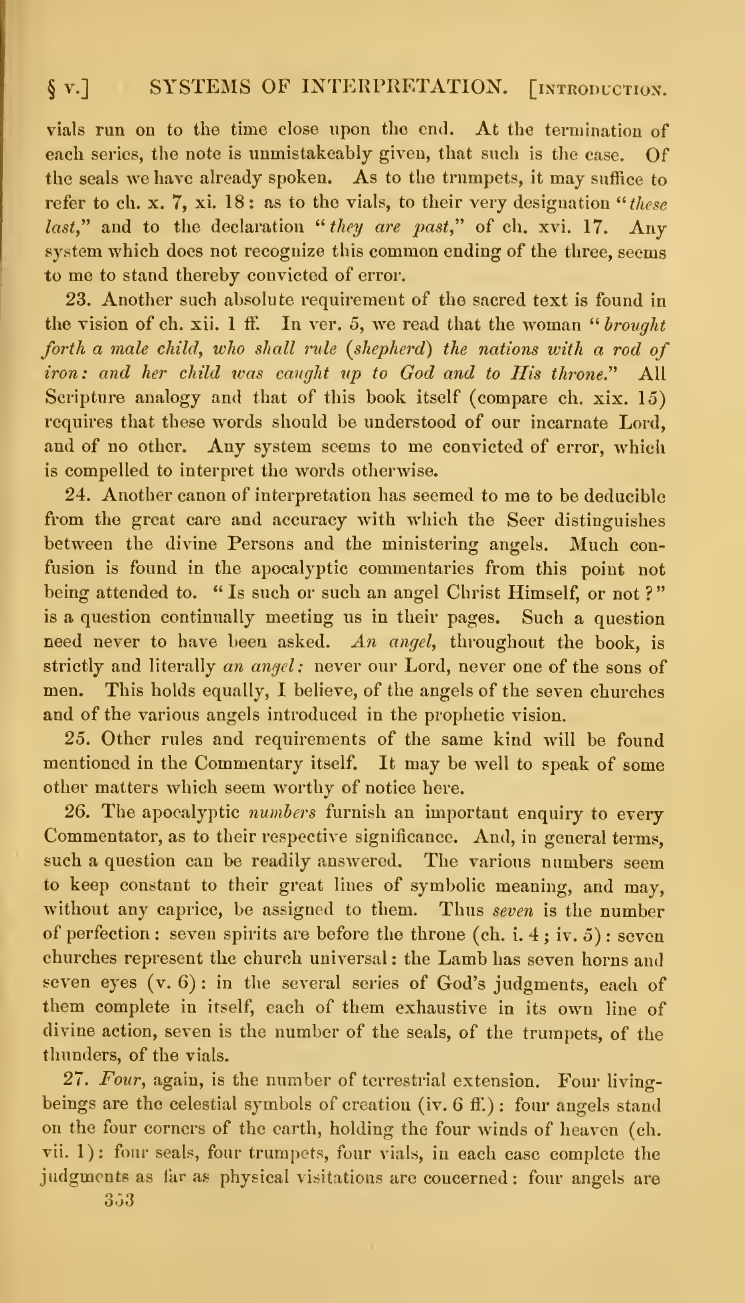 § v.] SYSTEMS OF INTERPRETATION. [INTRODUCTION.
vials run on to the time close upon the end. At the termination of
each series, the note is unmistakeably given, that such is the case. Of
the seals we have already spoken. As to the trumpets, it may suffice to
refer to ch. x. 7, xi. 18: as to the vials, to their very designation “these
last,” and to the declaration “they are past,” of ch. xvi. 17. Any
system which does not recognize this common ending of the three, seems
to me to stand thereby convicted of error.
23. Another such absolute requirement of the sacred text is found in
the vision of ch. xii. 1 ff. In ver. 5, we read that the woman “brought
forth a male child, who shall rule (shepherd) the nations with a rod of
iron: and her child was caught up to God and to His throne.” All
Scripture analogy and that of this book itself (compare ch. xix. 15)
requires that these words should be understood of our incarnate Lord,
and of no other. Any system seems to me convicted of error, which
is compelled to interpret the words otherwise.
24. Another canon of interpretation has seemed to me to be deducible
from the great care and accuracy with which the Seer distinguishes
between the divine Persons and the ministering angels. Much con-
fusion is found in the apocalyptic commentaries from this point not
being attended to. “Is such or such an angel Christ Himself, or not?”
is a question continually meeting us in their pages. Such a question
need never to have been asked. An angel, throughout the book, is
strictly and literally an angel: never our Lord, never one of the sons of
men. This holds equally, I believe, of the angels of the seven churches
and of the various angels introduced in the prophetic vision.
25. Other rules and requirements of the same kind will be found
mentioned in the Commentary itself. It may be well to speak of some
other matters which seem worthy of notice here.
26. The apocalyptic numbers furnish an important enquiry to every
Commentator, as to their respective significance. And, in general terms,
such a question can be readily answered. The various numbers seem
to keep constant to their great lines of symbolic meaning, and may,
without any caprice, be assigned to them. Thus seven is the number
of perfection: seven spirits are before the throne (ch. i. 4; iv. 5): seven
churches represent the church universal: the Lamb has seven horns and
seven eyes (v. 6): in the several series of God’s judgments, each of
them complete in itself, each of them exhaustive in its own line of
divine action, seven is the number of the seals, of the trumpets, of the
thunders, of the vials.
27. Four, again, is the number of terrestrial extension. Four living-
beings are the celestial symbols of creation (iv. 6 ff.): four angels stand
on the four corners of the earth, holding the four winds of heaven (ch.
vii. 1): four seals, four trumpets, four vials, in each case complete the
judgments as far as physical visitations are concerned: four angels are
353